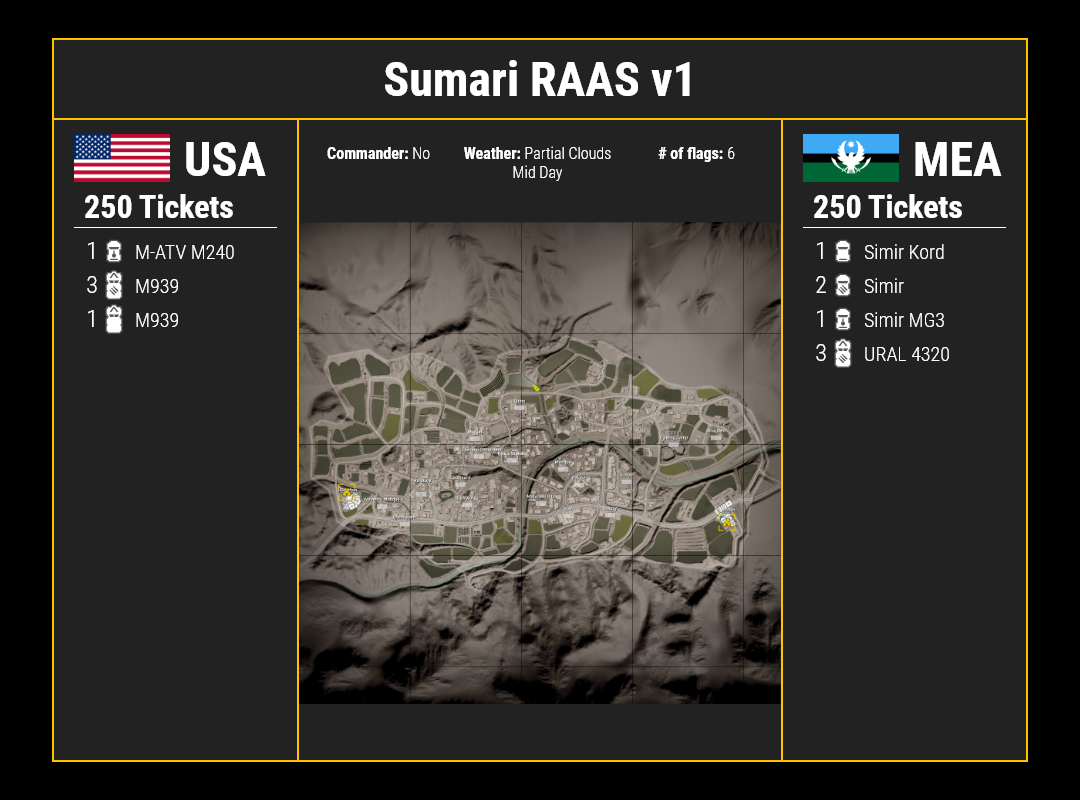 Sumari RAAS v1
USA
250 Tickets
1 M-ATV M240
3 M939
1 M939
Commander: No
Weather: Partial Clouds
Mid Day
# of flags: 6
MEA
250 Tickets
1 Simir Kord
2 Simir
1 Simir MG3
3 URAL 4320